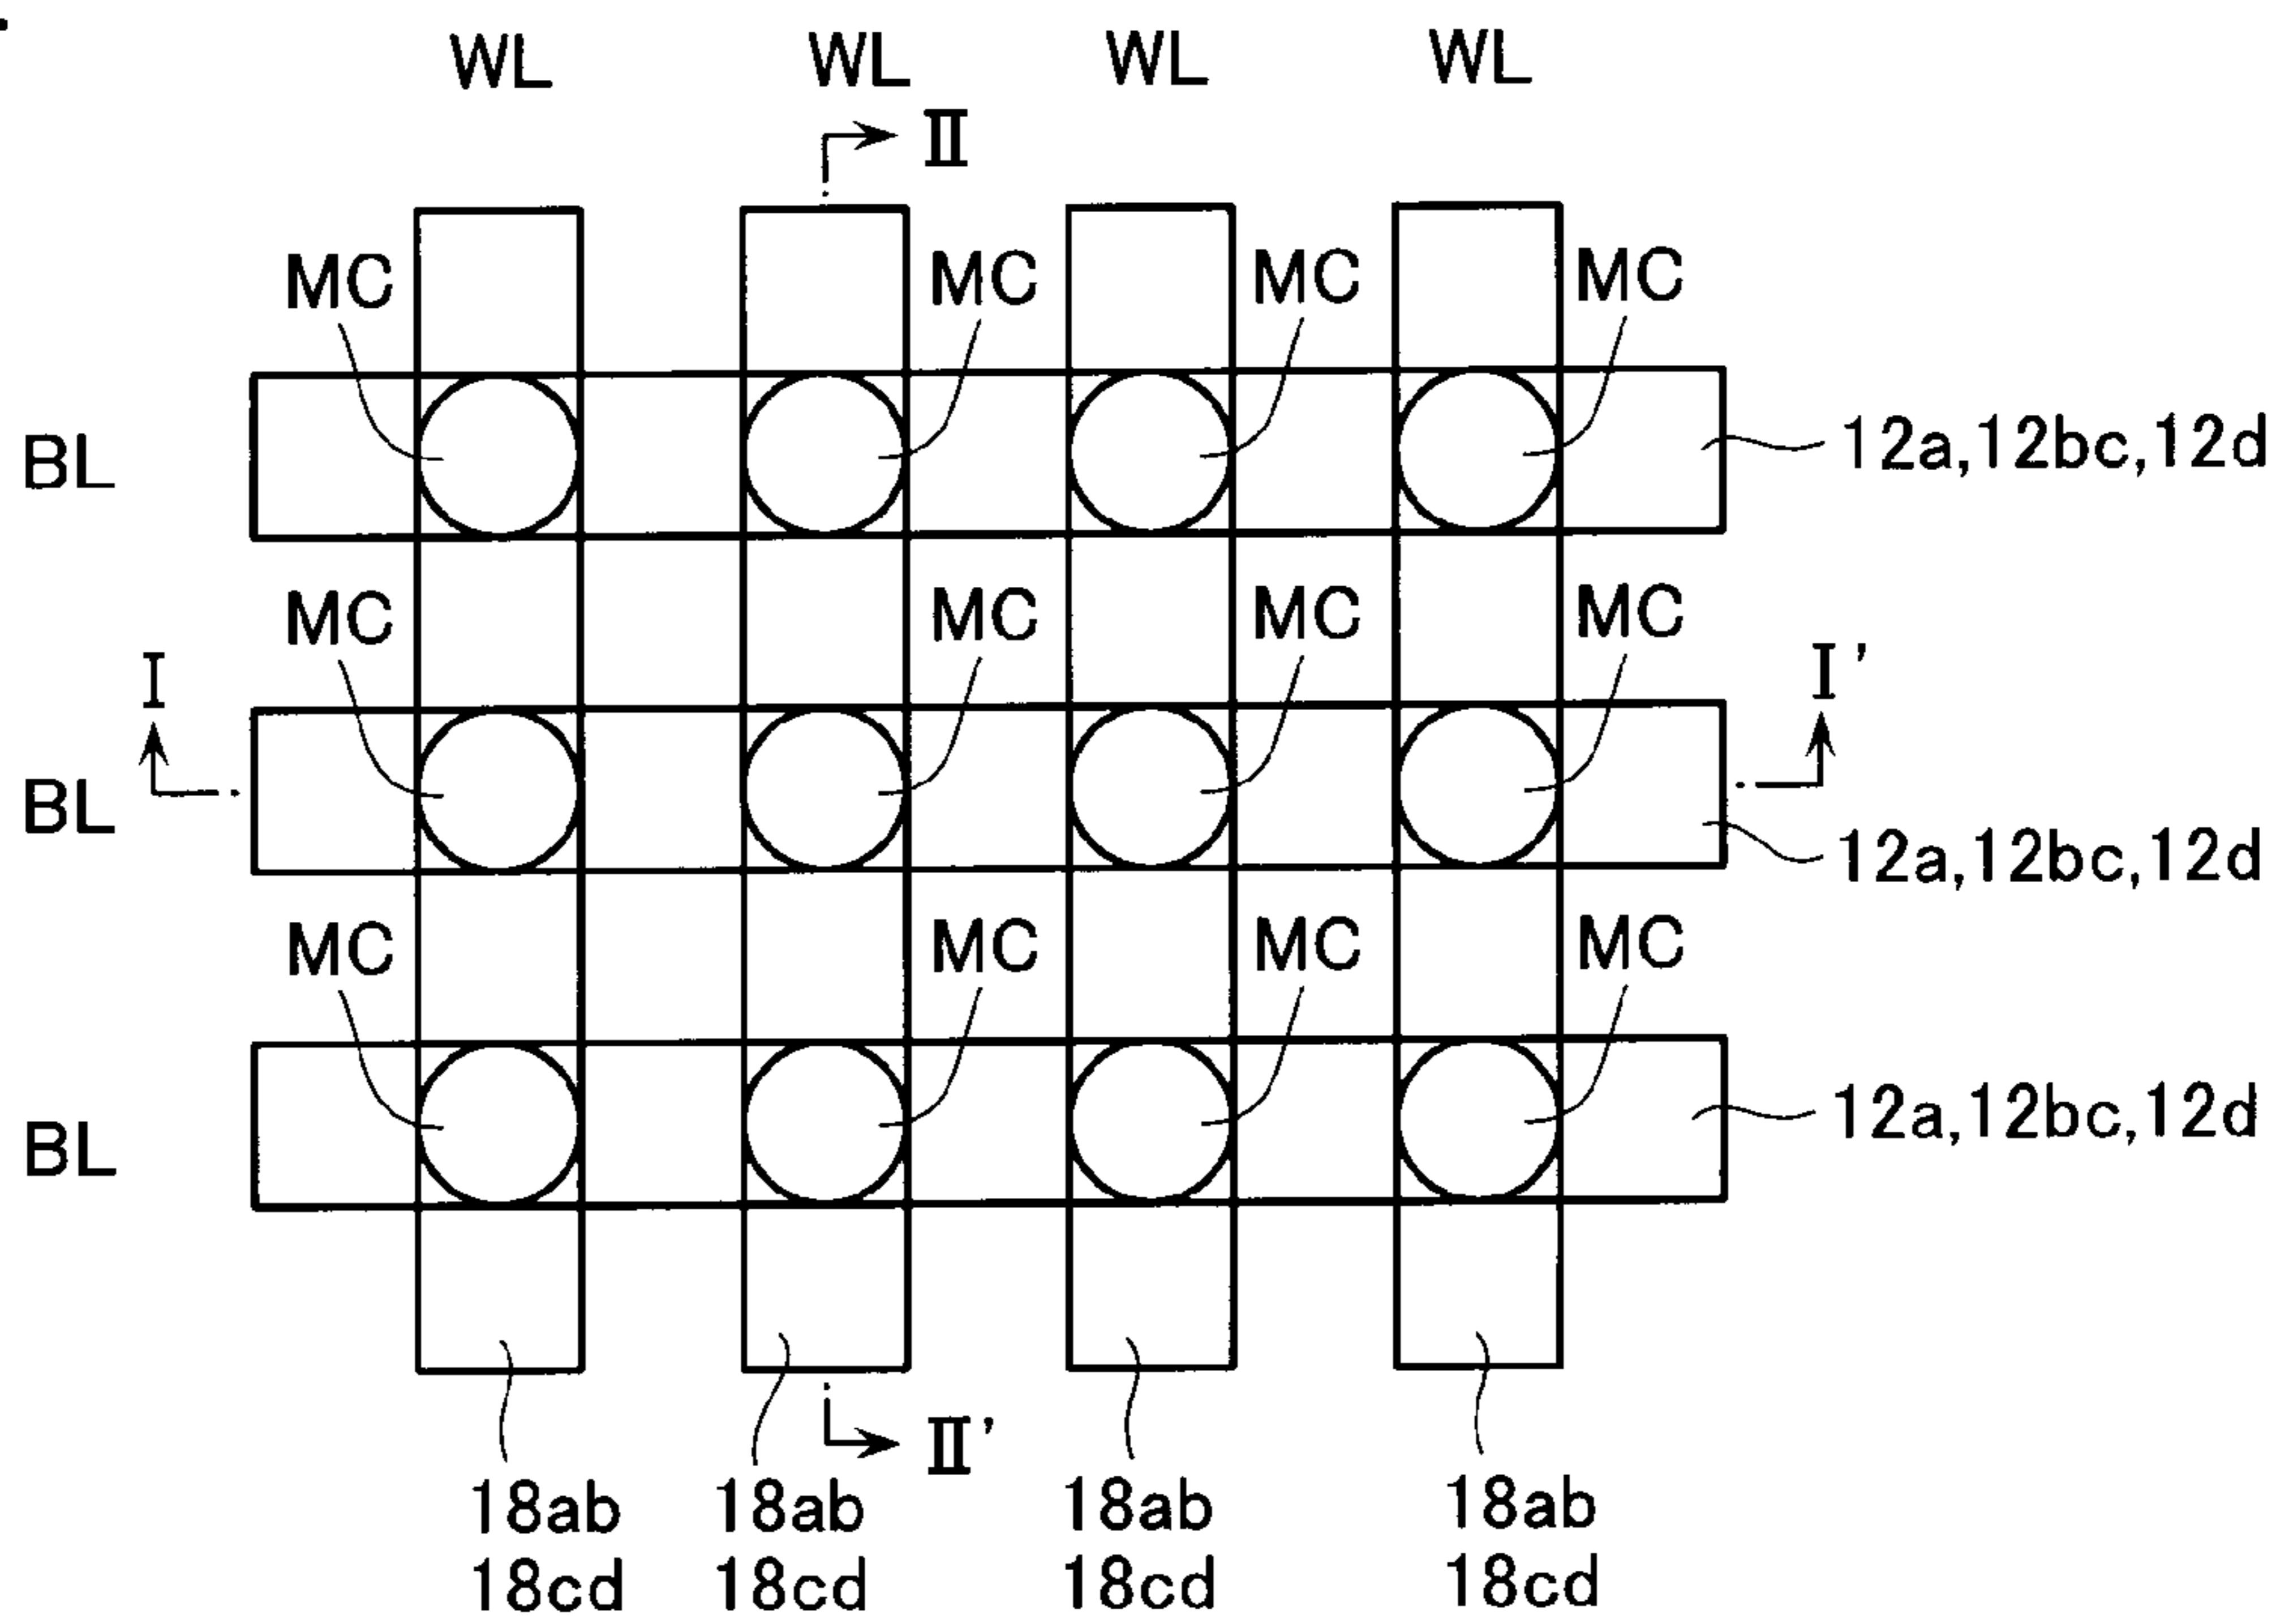 WL WL WL WL
II
MC MC MC MC
BL 12a,12bc,12d
MC MC MC MC
I I'
BL 12a,12bc,12d
MC MC MC MC
BL 12a,12bc,12d
II'
18ab 18ab 18ab 18ab
18cd 18cd 18cd 18cd